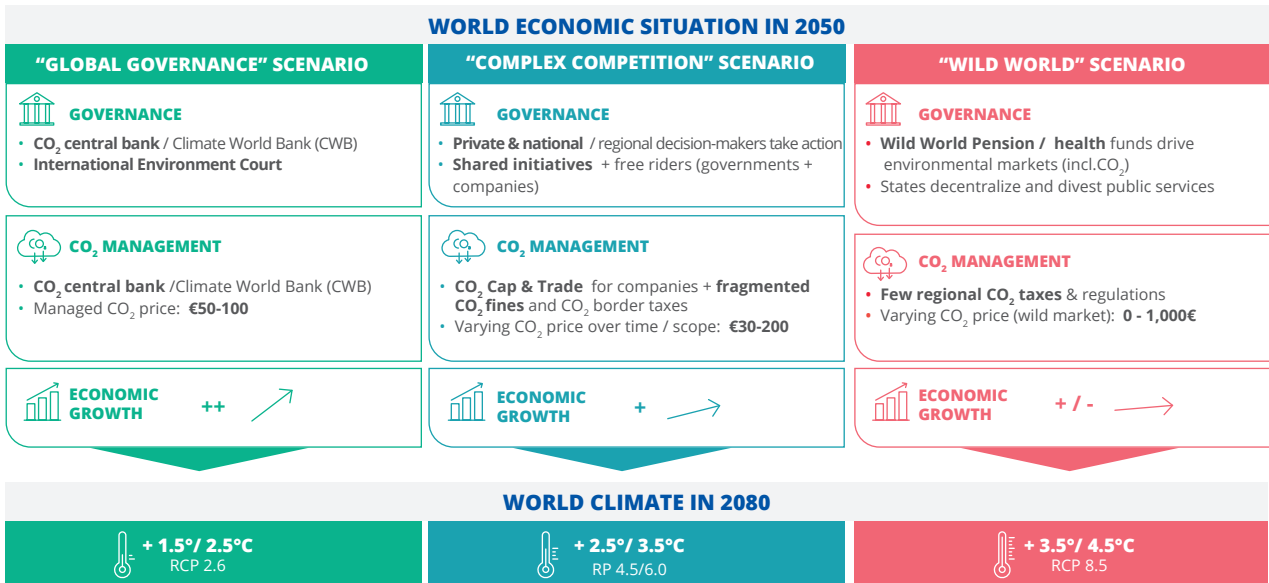 WORLD ECONOMIC SITUATION IN 2050
“GLOBAL GOVERNANCE” SCENARIO
GOVERNANCE
• CO₂ central bank / Climate World Bank (CWB)
• International Environment Court
CO₂
CO₂ MANAGEMENT
• CO₂ central bank /Climate World Bank (CWB)
• Managed CO₂ price: €50-100
ECONOMIC
GROWTH
++
“COMPLEX COMPETITION” SCENARIO
GOVERNANCE
• Private & national / regional decision-makers take action
• Shared initiatives + free riders (governments +
companies)
CO₂
CO₂ MANAGEMENT
• CO₂ Cap & Trade for companies + fragmented
CO₂ fines and CO₂ border taxes
• Varying CO₂ price over time / scope: €30-200
ECONOMIC
GROWTH
+
“WILD WORLD” SCENARIO
GOVERNANCE
• Wild World Pension / health funds drive
environmental markets (incl.CO₂)
• States decentralize and divest public services
CO₂
CO₂ MANAGEMENT
• Few regional CO₂ taxes & regulations
• Varying CO₂ price (wild market): 0 - 1,000€
ECONOMIC
GROWTH
+ / -
WORLD CLIMATE IN 2080
+ 1.5°/ 2.5°C
RCP 2.6
+ 2.5°/ 3.5°C
RP 4.5/6.0
+ 3.5°/ 4.5°C
RCP 8.5